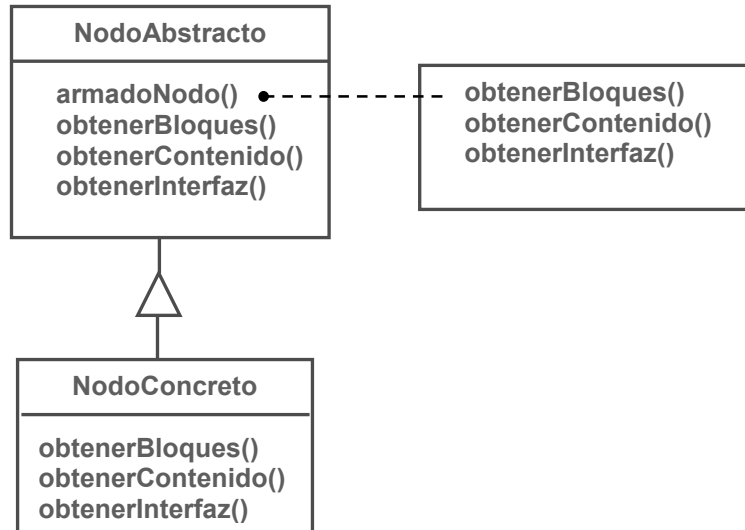 NodoAbstracto
armadoNodo()
obtenerBloques()
obtenerContenido()
obtenerInterfaz()
obtenerBloques()
obtenerContenido()
obtenerInterfaz()
NodoConcreto
obtenerBloques()
obtenerContenido()
obtenerInterfaz()